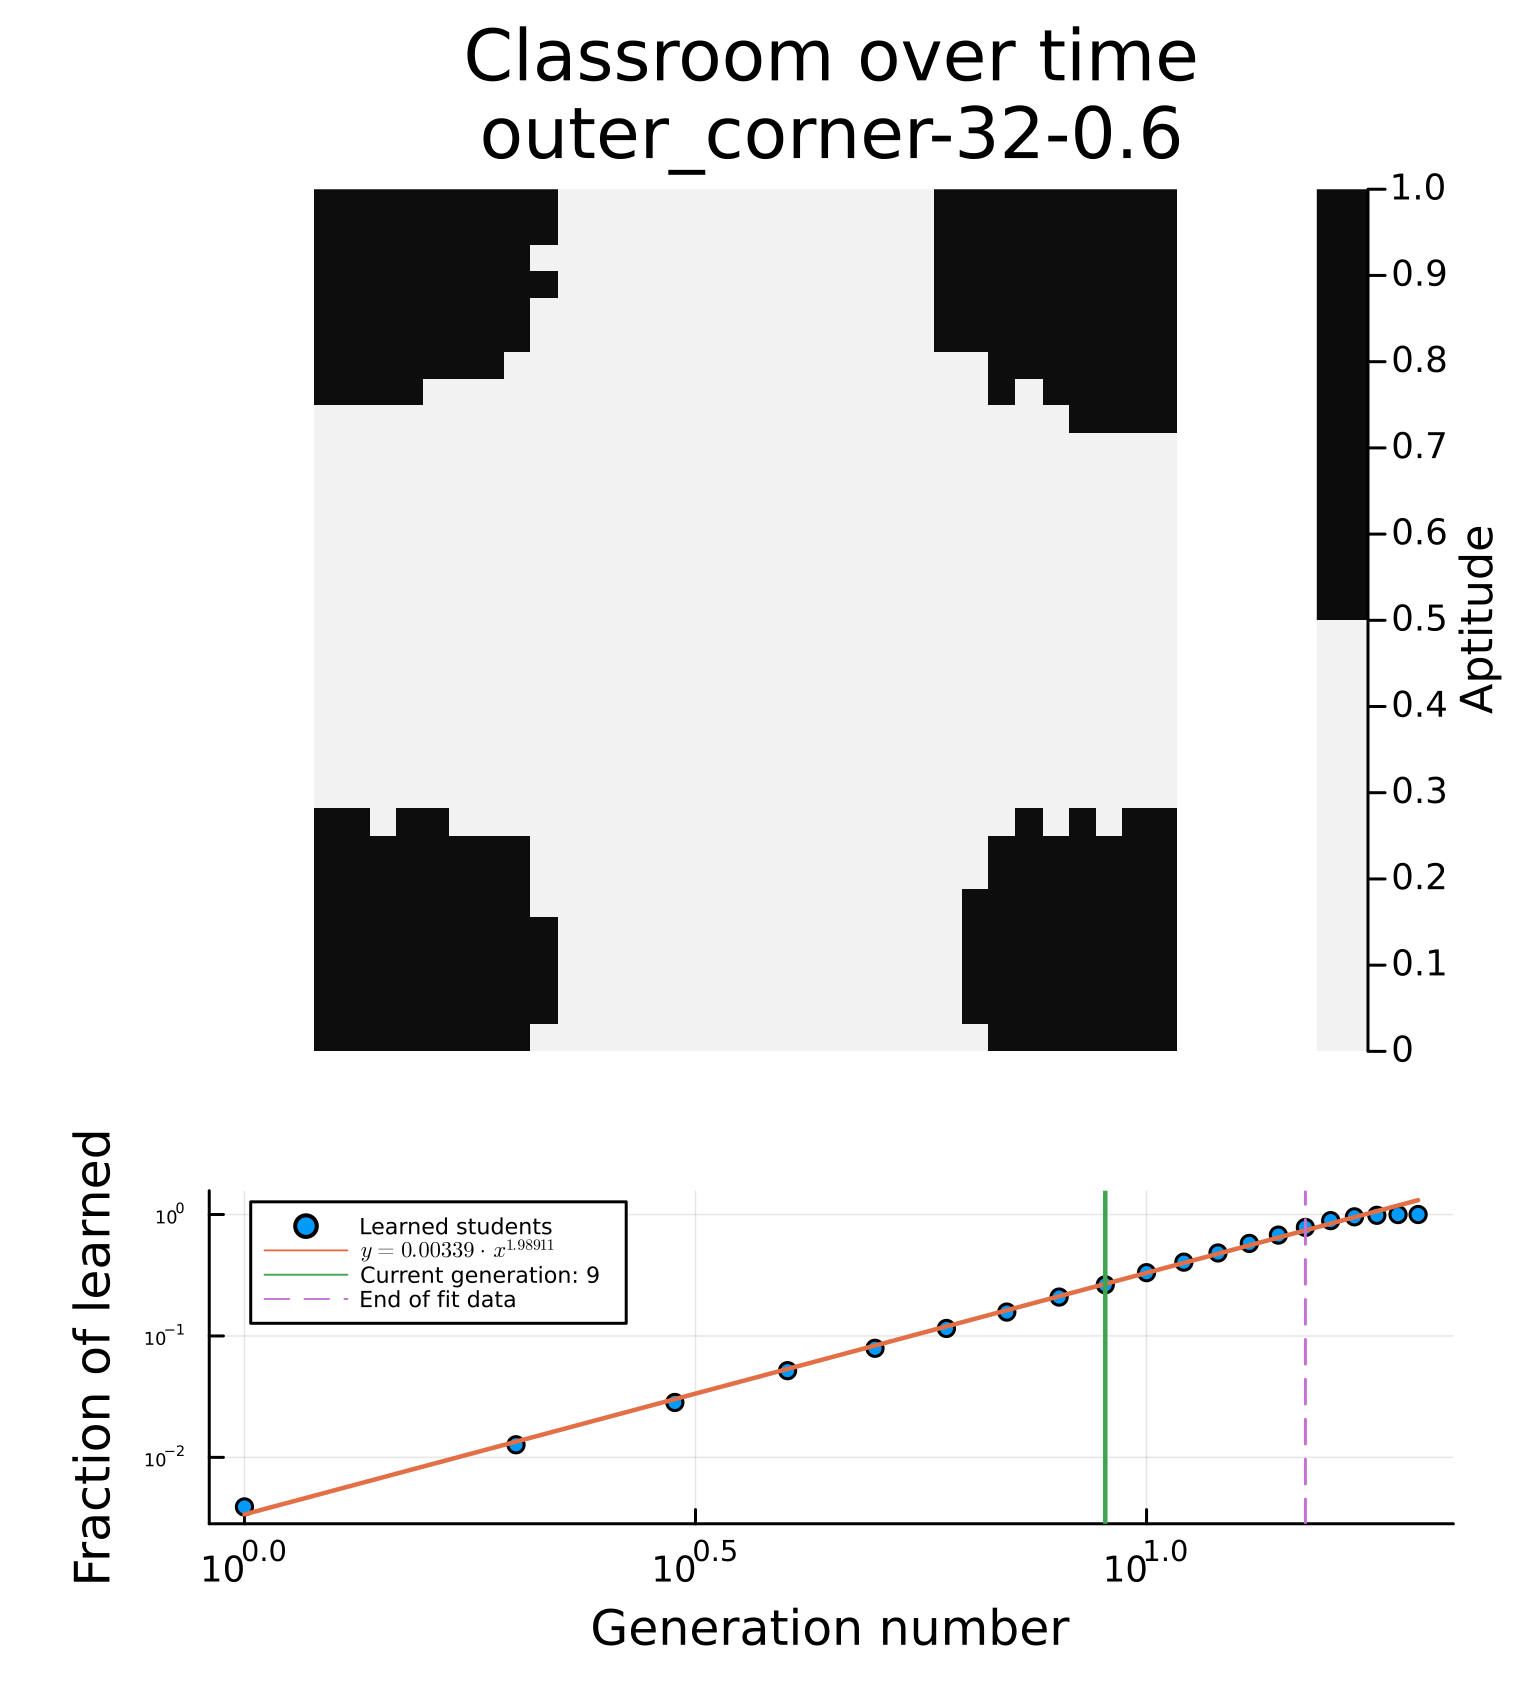 Classroom over time
outer_corner-32-0.6
1.0
0.9
0.8
0.7
0.6
0.5
0.4
0.3
0.2
0.1
0
Aptitude
Fraction of learned
10^0
10^-1
10^-2
Learned students
y = 0.00339 · x^1.98911
Current generation: 9
End of fit data
10^0.0
10^0.5
10^1.0
Generation number